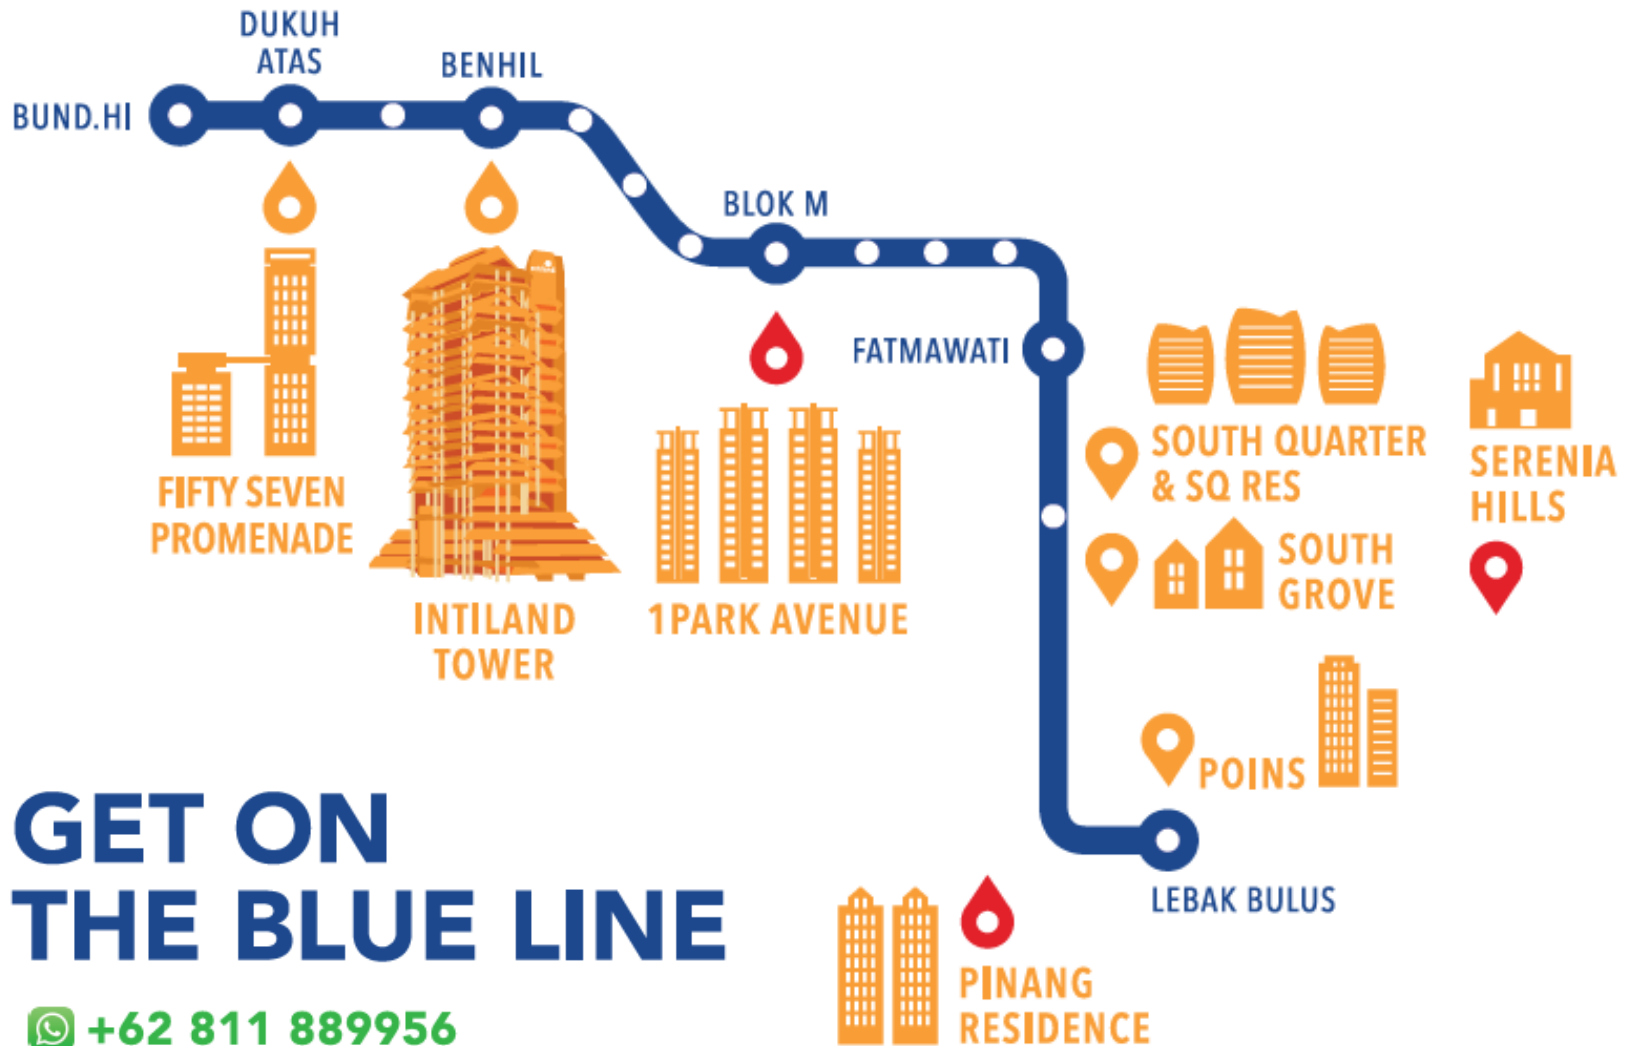 DUKUH
ATAS
BENHIL
BUND.HI
BLOK M
FATMAWATI
SOUTH QUARTER
& SQ RES
SERENIA
HILLS
FIFTY SEVEN
PROMENADE
SOUTH
GROVE
INTILAND
TOWER
1PARK AVENUE
POINS
GET ON
THE BLUE LINE
LEBAK BULUS
PINANG
RESIDENCE
+62 811 889956